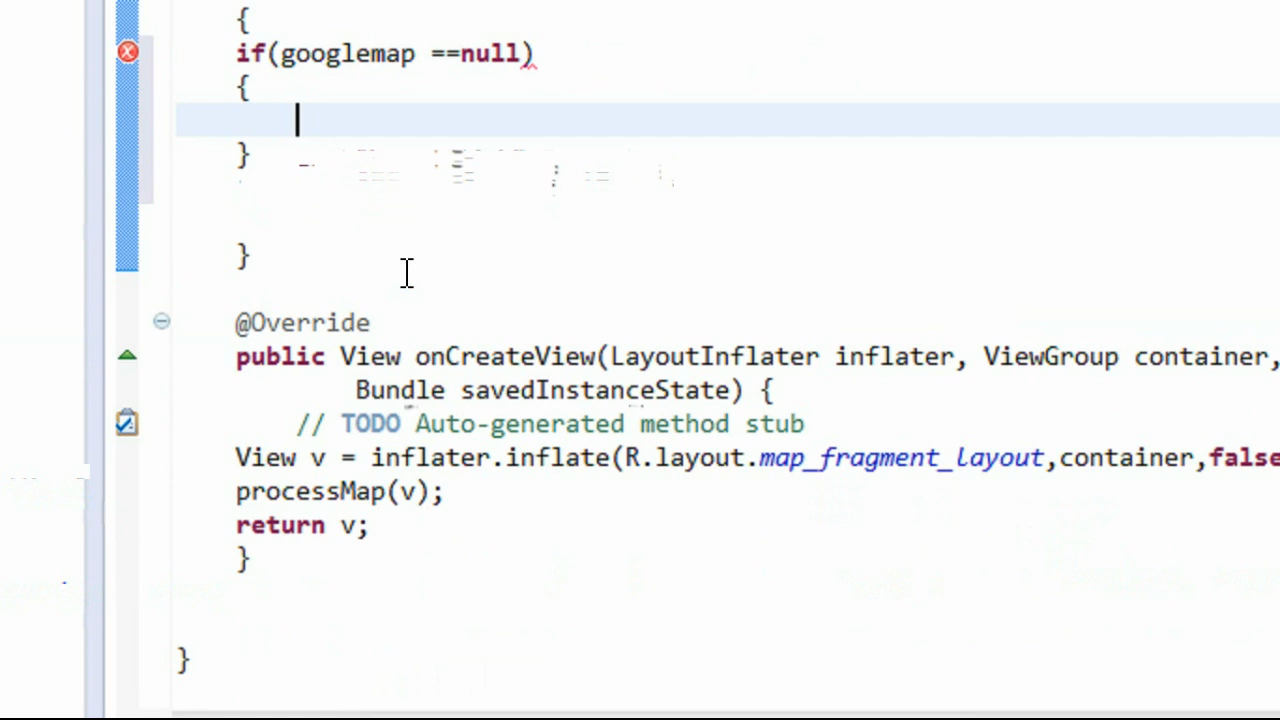 {
if(googlemap ==null)
{
}
}
@Override
public View onCreateView(LayoutInflater inflater, ViewGroup container,
Bundle savedInstanceState) {
// TODO Auto-generated method stub
View v = inflater.inflate(R.layout.map_fragment_layout,container,false
processMap(v);
return v;
}
}